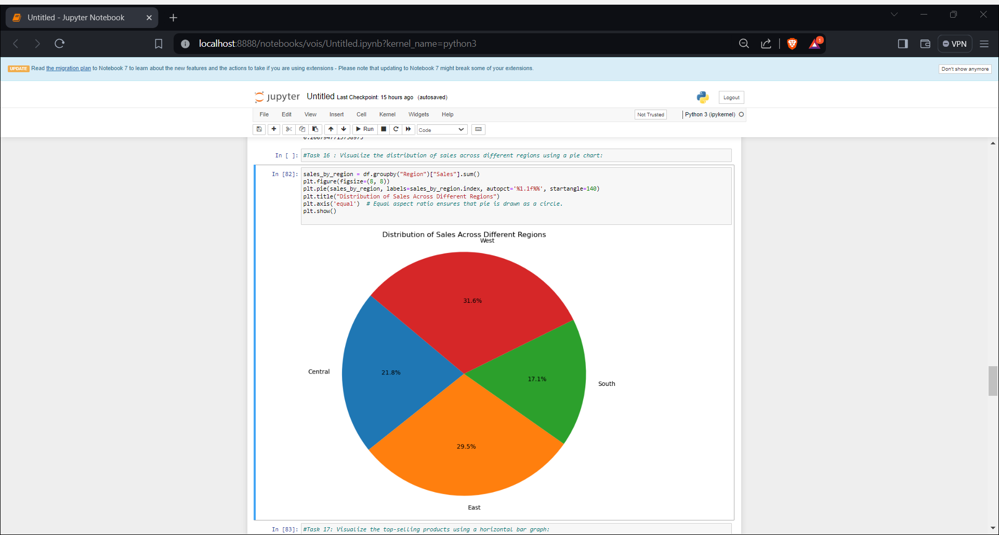 Untitled - Jupyter Notebook
localhost:8888/notebooks/vois/Untitled.ipynb?kernel_name=python3
1
VPN
UPDATE Read the migration plan to Notebook 7 to learn about the new features and the actions to take if you are using extensions - Please note that updating to Notebook 7 might break some of your extensions.
Don't show anymore
jupyter Untitled Last Checkpoint: 15 hours ago (autosaved)
Logout
File Edit View Insert Cell Kernel Widgets Help
Not Trusted
Python 3 (ipykernel)
Run
Code
In [ ]: #Task 16 : Visualize the distribution of sales across different regions using a pie chart:
In [82]: sales_by_region = df.groupby("Region")["Sales"].sum()
plt.figure(figsize=(8, 8))
plt.pie(sales_by_region, labels=sales_by_region.index, autopct='%1.1f%%', startangle=140)
plt.title("Distribution of Sales Across Different Regions")
plt.axis('equal')  # Equal aspect ratio ensures that pie is drawn as a circle.
plt.show()
Distribution of Sales Across Different Regions
West
31.6%
Central
21.8%
17.1%
South
29.5%
East
In [83]: #Task 17: Visualize the top-selling products using a horizontal bar graph: